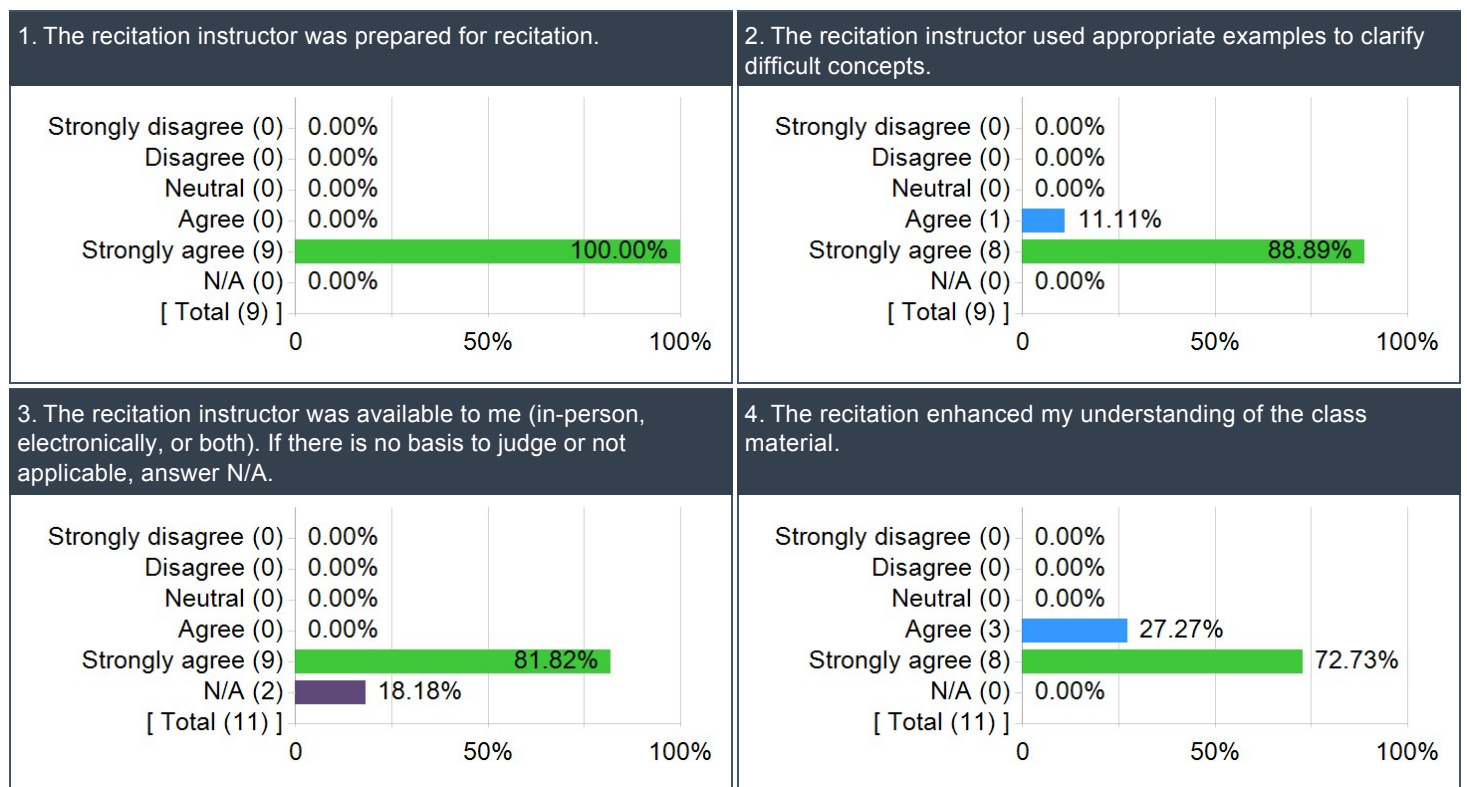 1. The recitation instructor was prepared for recitation.
Strongly disagree (0) 0.00%
Disagree (0) 0.00%
Neutral (0) 0.00%
Agree (0) 0.00%
Strongly agree (9) 100.00%
N/A (0) 0.00%
[ Total (9) ]
0 50% 100%
2. The recitation instructor used appropriate examples to clarify
difficult concepts.
Strongly disagree (0) 0.00%
Disagree (0) 0.00%
Neutral (0) 0.00%
Agree (1) 11.11%
Strongly agree (8) 88.89%
N/A (0) 0.00%
[ Total (9) ]
0 50% 100%
3. The recitation instructor was available to me (in-person,
electronically, or both). If there is no basis to judge or not
applicable, answer N/A.
Strongly disagree (0) 0.00%
Disagree (0) 0.00%
Neutral (0) 0.00%
Agree (0) 0.00%
Strongly agree (9) 81.82%
N/A (2) 18.18%
[ Total (11) ]
0 50% 100%
4. The recitation enhanced my understanding of the class
material.
Strongly disagree (0) 0.00%
Disagree (0) 0.00%
Neutral (0) 0.00%
Agree (3) 27.27%
Strongly agree (8) 72.73%
N/A (0) 0.00%
[ Total (11) ]
0 50% 100%